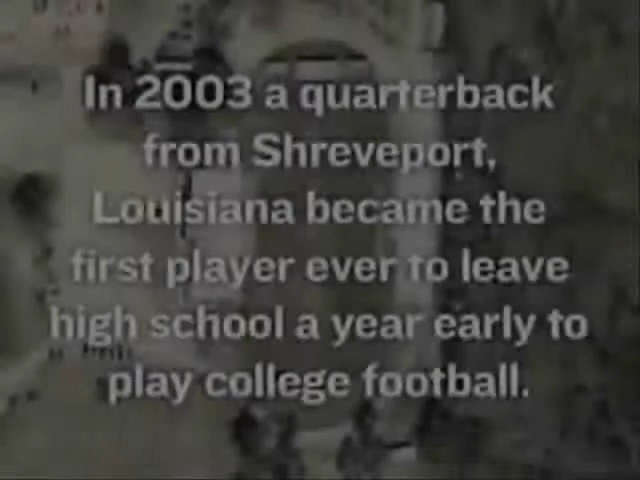 In 2003 a quarterback
from Shreveport,
Louisiana became the
first player ever to leave
high school a year early to
play college football.